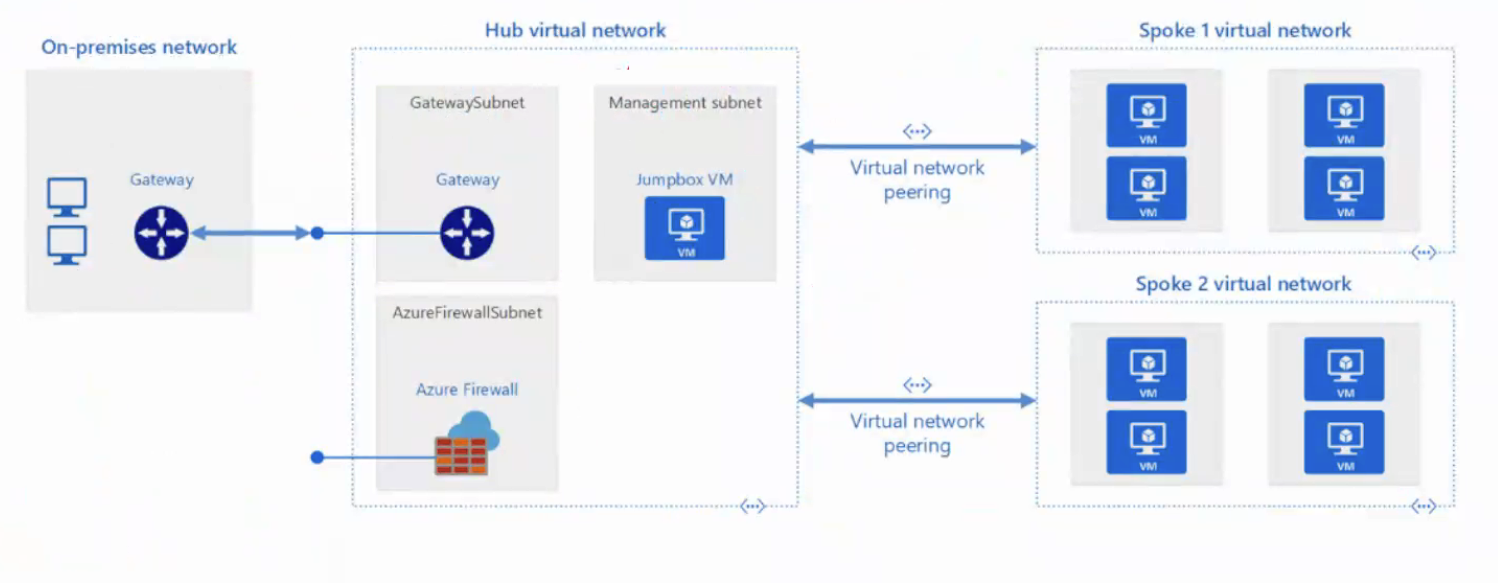 On-premises network
Gateway
Hub virtual network
GatewaySubnet
Gateway
Management subnet
Jumpbox VM
VM
AzureFirewallSubnet
Azure Firewall
Virtual network
peering
Virtual network
peering
Spoke 1 virtual network
VM
VM
VM
VM
Spoke 2 virtual network
VM
VM
VM
VM